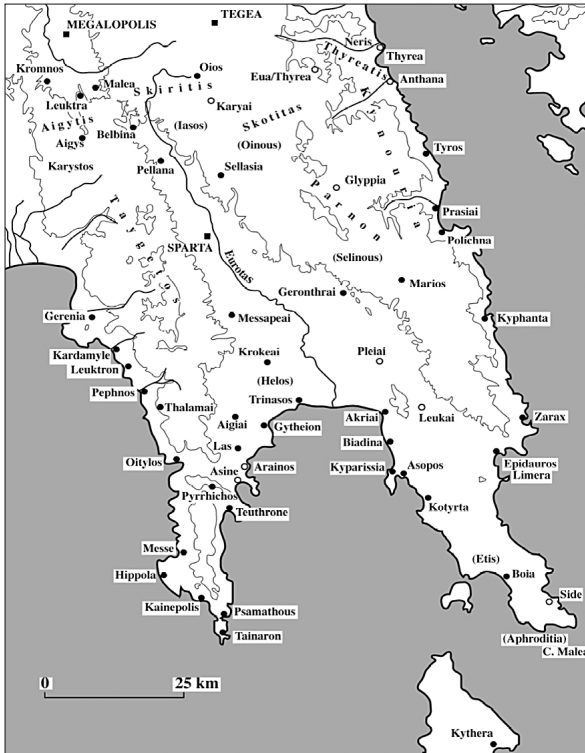 TEGEA
MEGALOPOLIS
Neris
Thyrea
Thyreatis
Eua/Thyrea
Kromnos
Oios
Malea
Skiritis
Anthana
Leuktra
Karyai
Kynouria
Aigytis
(Iasos)
Skotitas
Belbina
Aigys
(Oinous)
Tyros
Karystos
Pellana
Sellasia
Glyppia
Taygetos
Parnon
Prasiai
Polichna
SPARTA
Eurotas
(Selinous)
Marios
Geronthrai
Gerenia
Messapeai
Kyphanta
Kardamyle
Leuktron
Krokeai
Pleiai
(Helos)
Pephnos
Trinasos
Thalamai
Akriai
Leukai
Zarax
Aigiai
Gytheion
Biadina
Las
Oitylos
Arainos
Epidauros
Limera
Asine
Kyparissia
Asopos
Pyrrhichos
Kotyrta
Teuthrone
Messe
(Etis)
Hippola
Boia
Kainepolis
Side
Psamathous
Tainaron
(Aphroditia)
C. Malea
0 25 km
Kythera